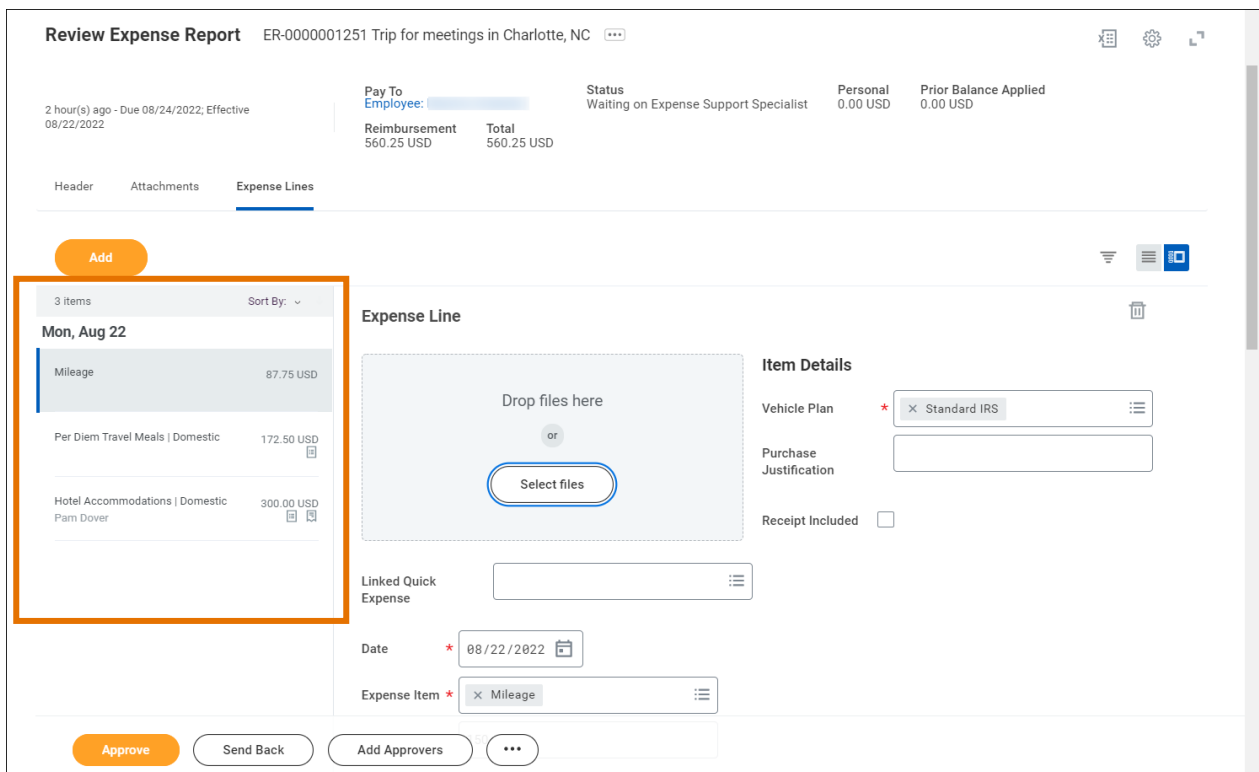 Review Expense Report ER-0000001251 Trip for meetings in Charlotte, NC
2 hour(s) ago - Due 08/24/2022; Effective
08/22/2022
Pay To
Employee:
Status
Waiting on Expense Support Specialist
Personal
0.00 USD
Prior Balance Applied
0.00 USD
Reimbursement
560.25 USD
Total
560.25 USD
Header Attachments Expense Lines
Add
3 items Sort By:
Mon, Aug 22
Mileage 87.75 USD
Per Diem Travel Meals | Domestic 172.50 USD
Hotel Accommodations | Domestic 300.00 USD
Pam Dover
Expense Line
Drop files here
or
Select files
Linked Quick
Expense
Date * 08/22/2022
Expense Item * × Mileage
Item Details
Vehicle Plan * × Standard IRS
Purchase
Justification
Receipt Included
Approve Send Back Add Approvers